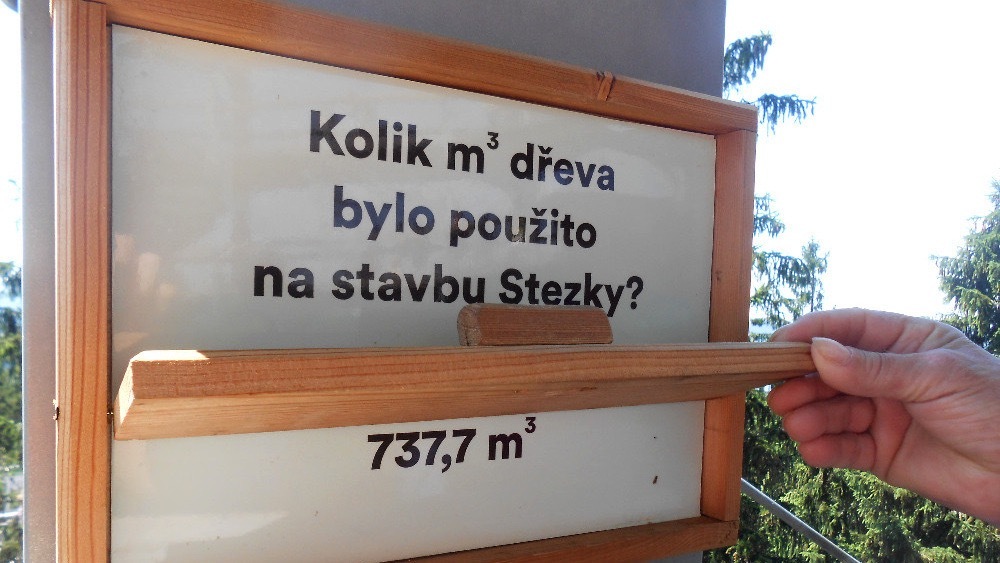 Kolik m³ dřeva
bylo použito
na stavbu Stezky?
737,7 m³